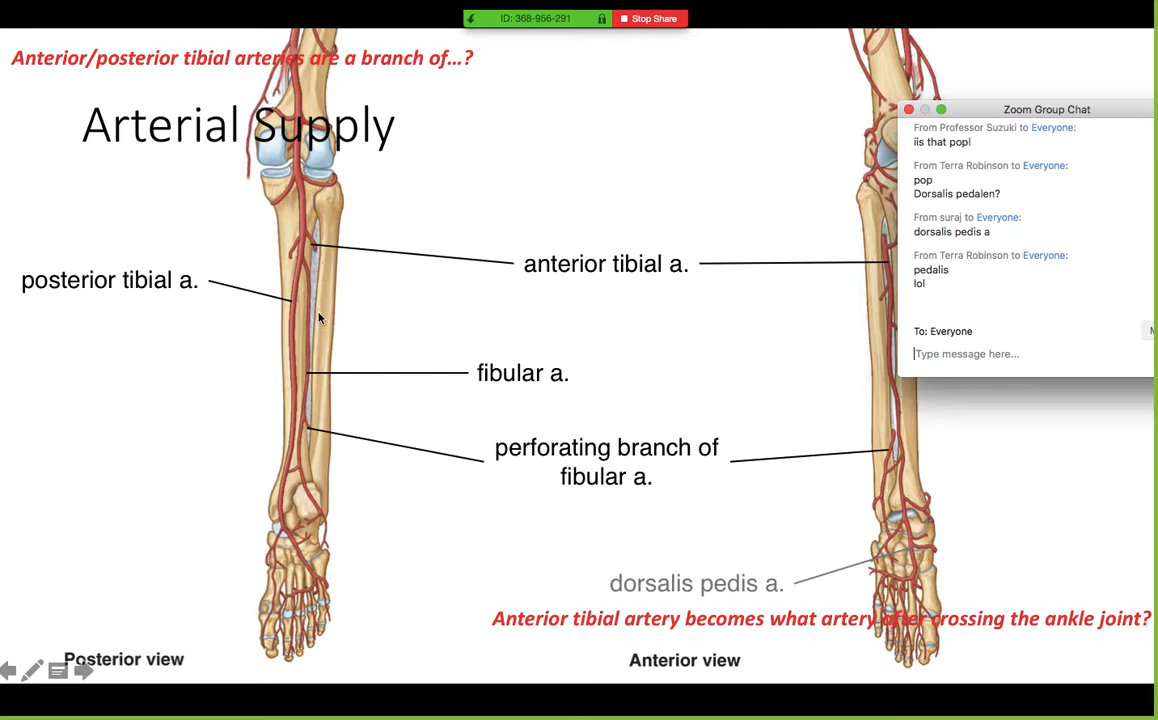 ID: 368-956-291
Stop Share
Anterior/posterior tibial arteries are a branch of...?
Arterial Supply
posterior tibial a.
anterior tibial a.
fibular a.
perforating branch of
fibular a.
dorsalis pedis a.
Anterior tibial artery becomes what artery after crossing the ankle joint?
Posterior view
Anterior view
Zoom Group Chat
From Professor Suzuki to Everyone:
iis that popl
From Terra Robinson to Everyone:
pop
Dorsalis pedalen?
From suraj to Everyone:
dorsalis pedis a
From Terra Robinson to Everyone:
pedalis
lol
To: Everyone
Type message here...